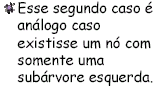 Esse segundo caso é
análogo caso
existisse um nó com
somente uma
subárvore esquerda.